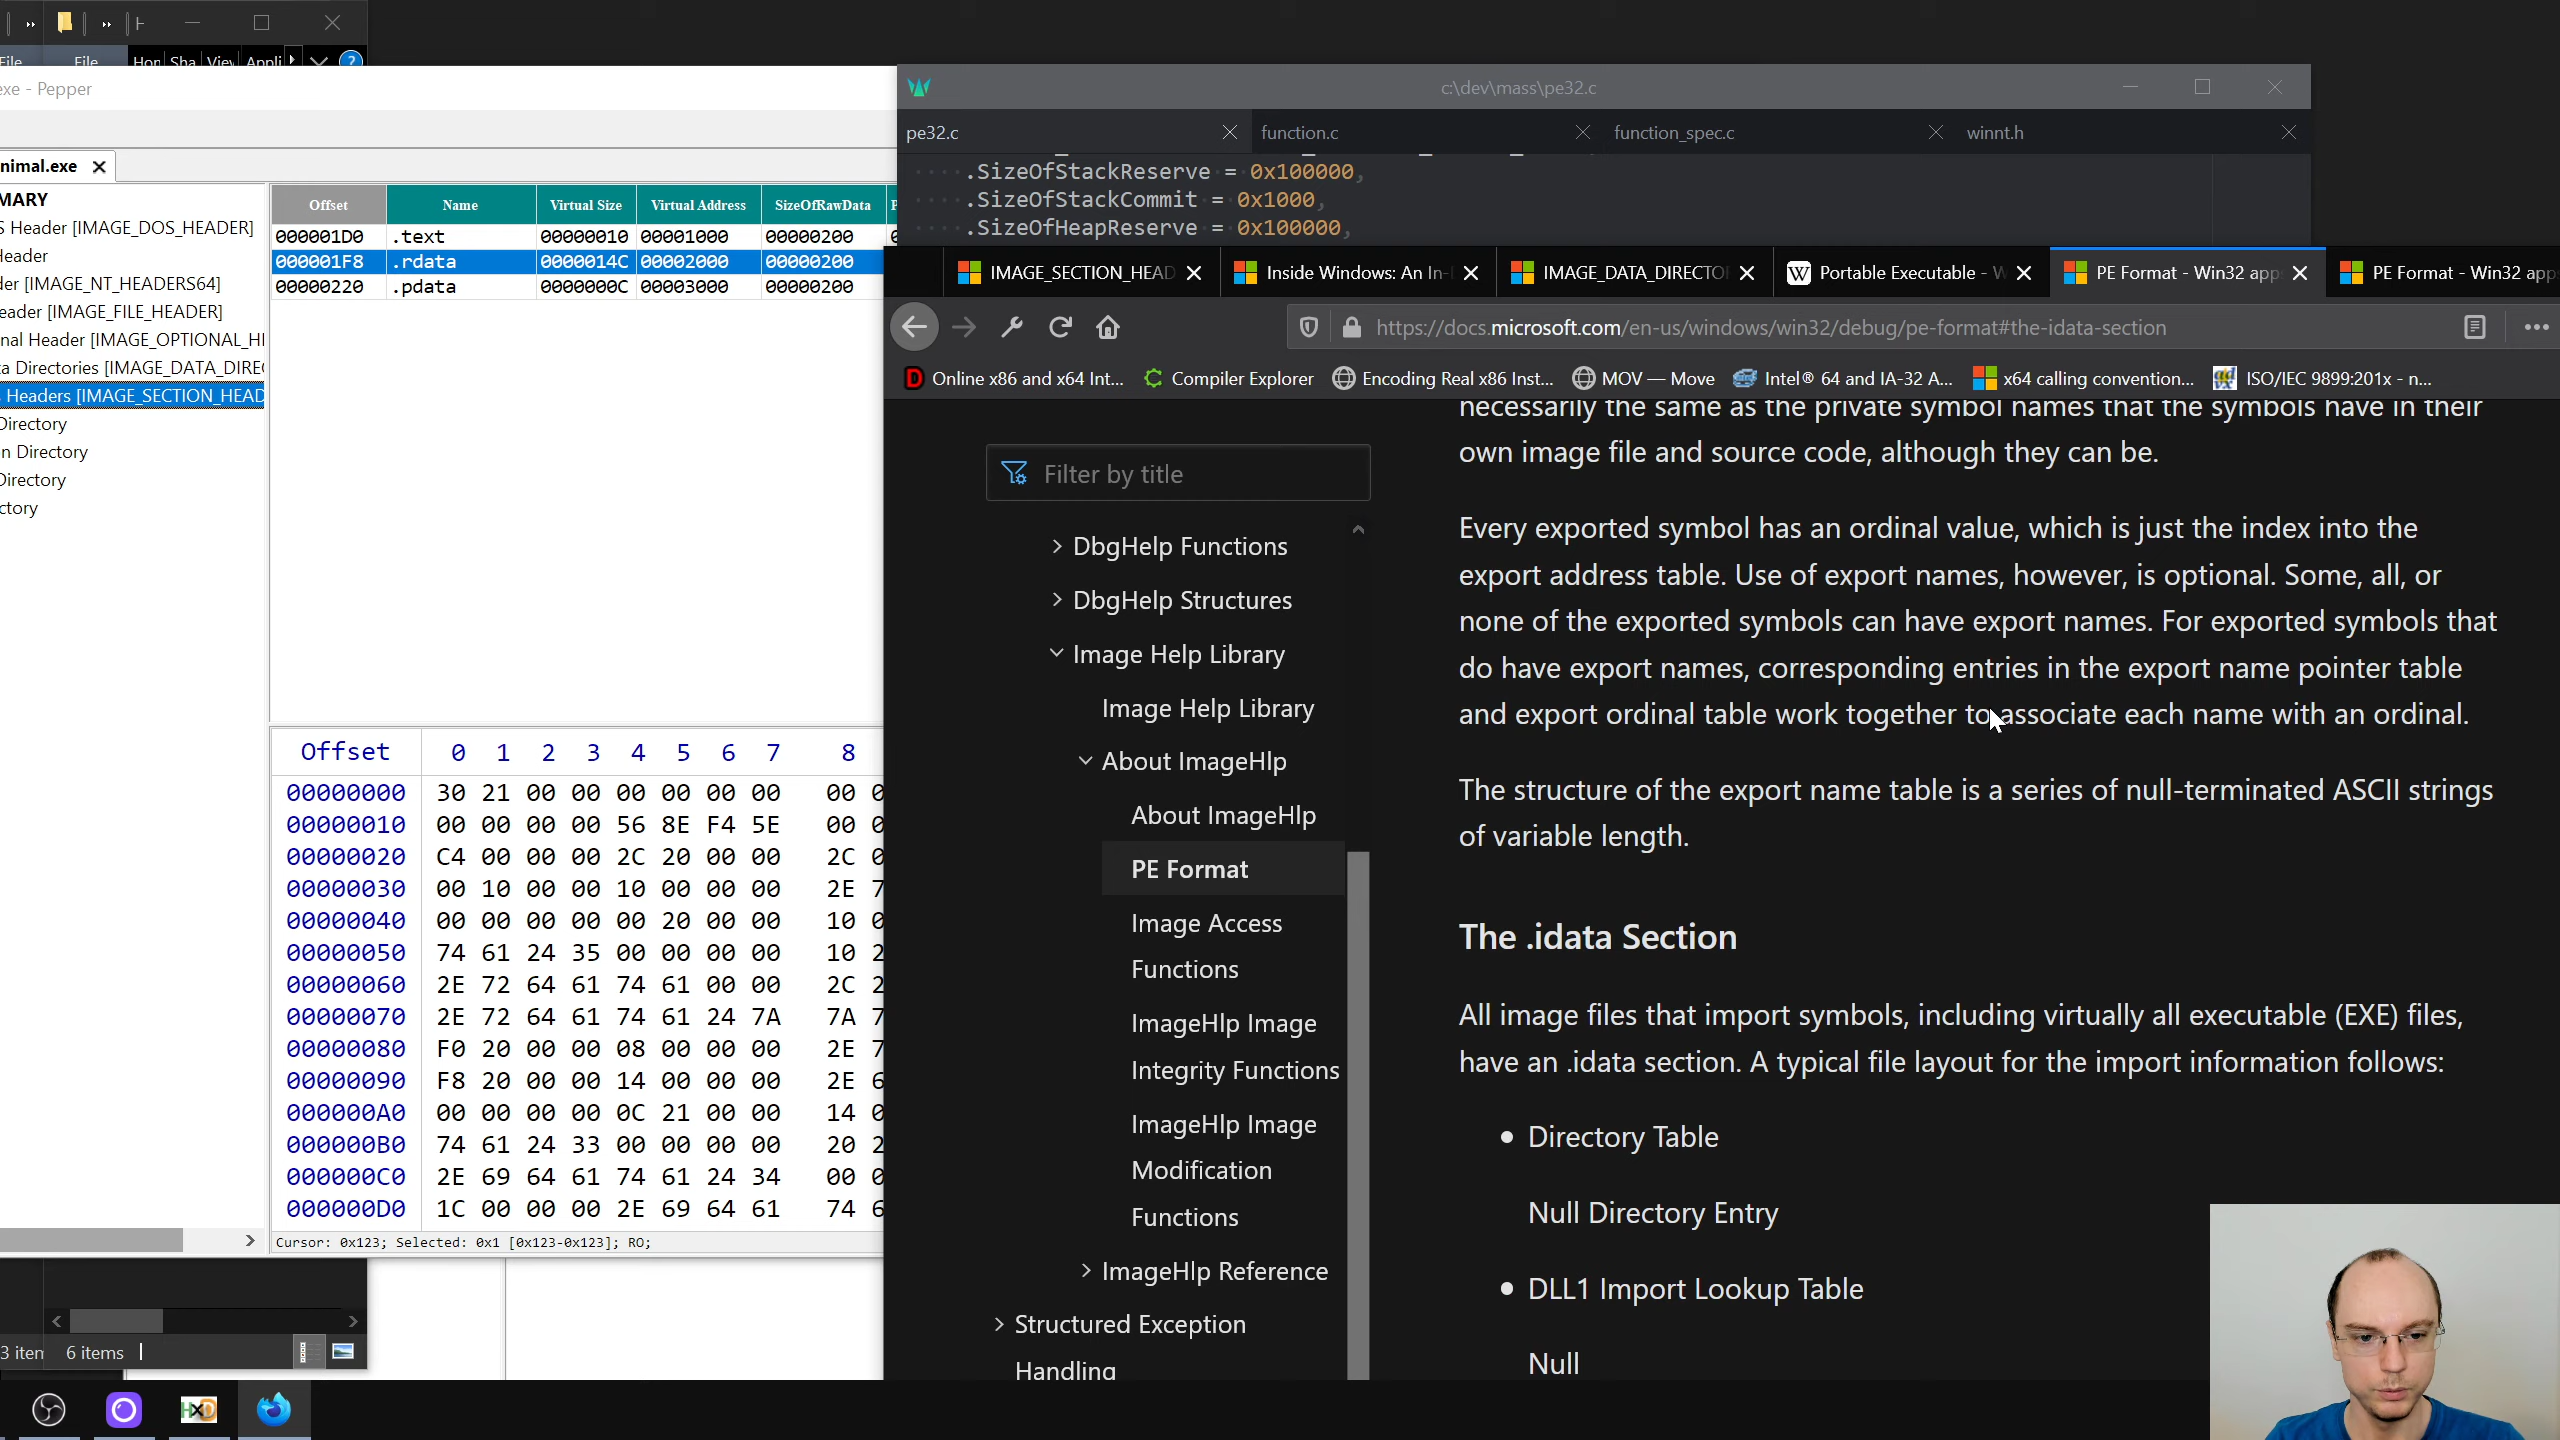 File
File
Hor
Sha
Viev
Appli
?
exe - Pepper
nimal.exe
MARY
S Header [IMAGE_DOS_HEADER]
Header
der [IMAGE_NT_HEADERS64]
eader [IMAGE_FILE_HEADER]
nal Header [IMAGE_OPTIONAL_HI
ta Directories [IMAGE_DATA_DIRE
s Headers [IMAGE_SECTION_HEAD
Directory
n Directory
Directory
ctory
Offset Name Virtual Size Virtual Address SizeOfRawData
000001D0 .text 00000010 00001000 00000200
000001F8 .rdata 0000014C 00002000 00000200
00000220 .pdata 0000000C 00003000 00000200
Offset 0 1 2 3 4 5 6 7 8
00000000 30 21 00 00 00 00 00 00 00 0
00000010 00 00 00 00 56 8E F4 5E 00 0
00000020 C4 00 00 00 2C 20 00 00 2C 0
00000030 00 10 00 00 10 00 00 00 2E 7
00000040 00 00 00 00 00 20 00 00 10 0
00000050 74 61 24 35 00 00 00 00 10 2
00000060 2E 72 64 61 74 61 00 00 2C 2
00000070 2E 72 64 61 74 61 24 7A 7A 7
00000080 F0 20 00 00 08 00 00 00 2E 7
00000090 F8 20 00 00 14 00 00 00 2E 6
000000A0 00 00 00 00 0C 21 00 00 14 0
000000B0 74 61 24 33 00 00 00 00 20 2
000000C0 2E 69 64 61 74 61 24 34 00 0
000000D0 1C 00 00 00 2E 69 64 61 74 6
Cursor: 0x123; Selected: 0x1 [0x123-0x123]; RO;
3 iten 6 items
HxD
c:\dev\mass\pe32.c
pe32.c
function.c
function_spec.c
winnt.h
.SizeOfStackReserve = 0x100000,
.SizeOfStackCommit = 0x1000,
.SizeOfHeapReserve = 0x100000,
IMAGE_SECTION_HEAD
Inside Windows: An In-
IMAGE_DATA_DIRECTO
Portable Executable - W
PE Format - Win32 app
PE Format - Win32 app
https://docs.microsoft.com/en-us/windows/win32/debug/pe-format#the-idata-section
Online x86 and x64 Int...
Compiler Explorer
Encoding Real x86 Inst...
MOV — Move
Intel® 64 and IA-32 A...
x64 calling convention...
ISO/IEC 9899:201x - n...
Filter by title
DbgHelp Functions
DbgHelp Structures
Image Help Library
Image Help Library
About ImageHlp
About ImageHlp
PE Format
Image Access
Functions
ImageHlp Image
Integrity Functions
ImageHlp Image
Modification
Functions
ImageHlp Reference
Structured Exception
Handling
necessarily the same as the private symbol names that the symbols have in their
own image file and source code, although they can be.
Every exported symbol has an ordinal value, which is just the index into the
export address table. Use of export names, however, is optional. Some, all, or
none of the exported symbols can have export names. For exported symbols that
do have export names, corresponding entries in the export name pointer table
and export ordinal table work together to associate each name with an ordinal.
The structure of the export name table is a series of null-terminated ASCII strings
of variable length.
The .idata Section
All image files that import symbols, including virtually all executable (EXE) files,
have an .idata section. A typical file layout for the import information follows:
• Directory Table
Null Directory Entry
• DLL1 Import Lookup Table
Null